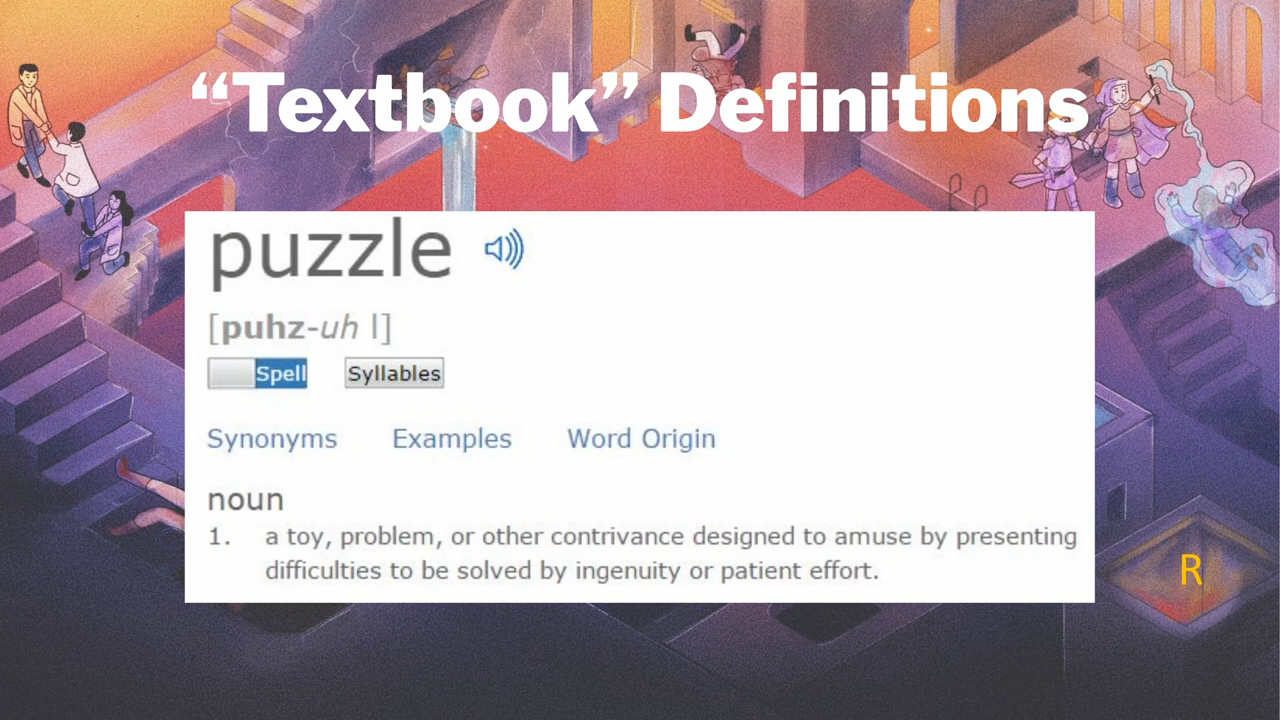 “Textbook” Definitions
puzzle
[puhz-uh l]
Spell Syllables
Synonyms Examples Word Origin
noun
1. a toy, problem, or other contrivance designed to amuse by presenting
difficulties to be solved by ingenuity or patient effort.
R